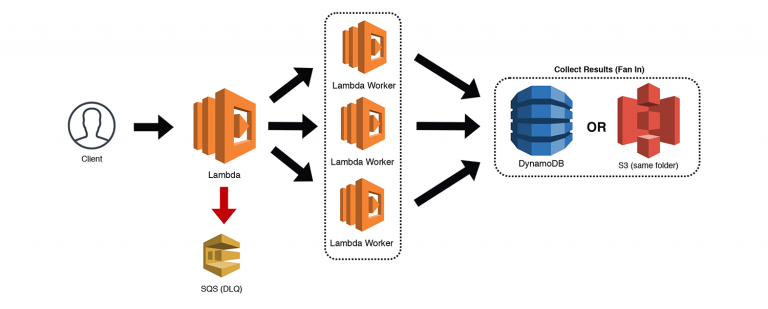 Client
Lambda
SQS (DLQ)
Lambda Worker
Lambda Worker
Lambda Worker
Collect Results (Fan In)
DynamoDB
OR
S3 (same folder)